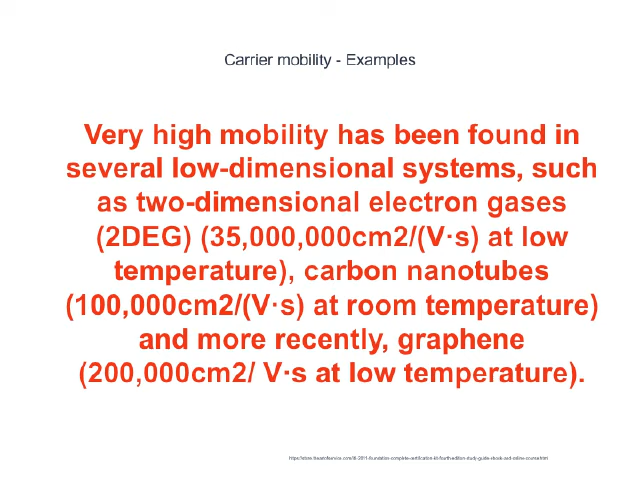 Carrier mobility - Examples
Very high mobility has been found in
several low-dimensional systems, such
as two-dimensional electron gases
(2DEG) (35,000,000cm2/(V·s) at low
temperature), carbon nanotubes
(100,000cm2/(V·s) at room temperature)
and more recently, graphene
(200,000cm2/ V·s at low temperature).